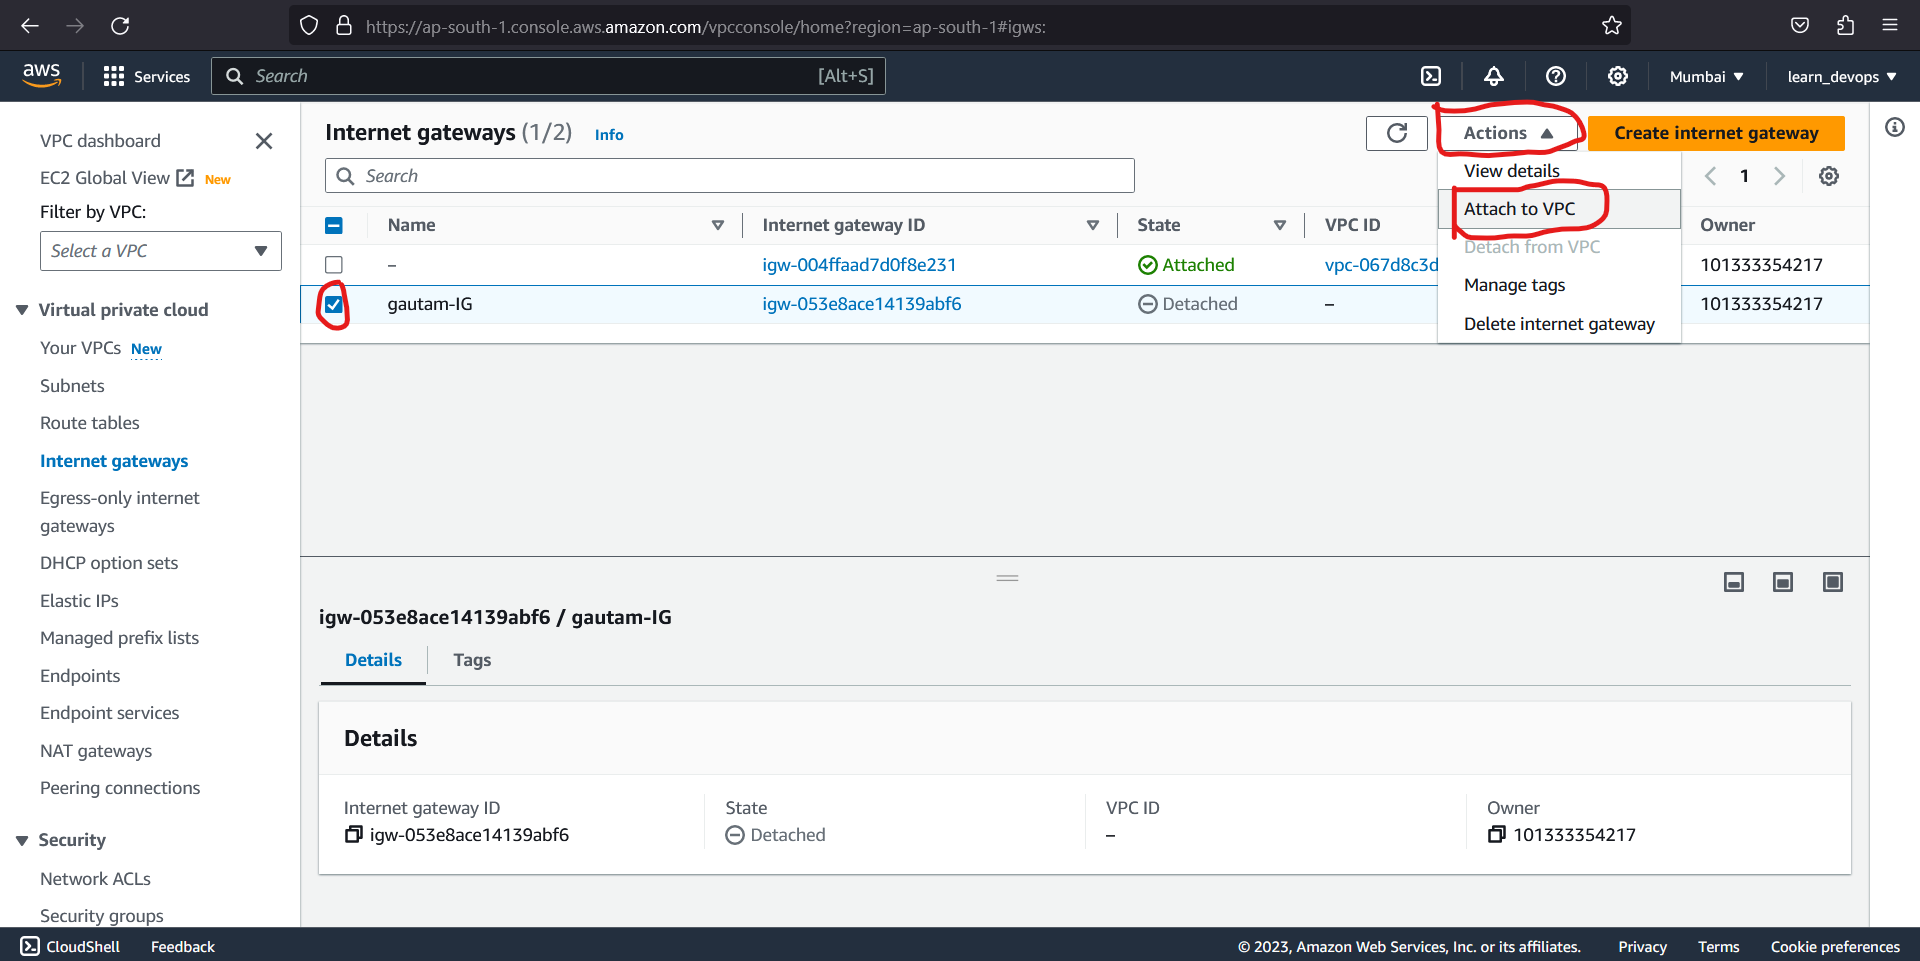 https://ap-south-1.console.aws.amazon.com/vpcconsole/home?region=ap-south-1#igws:
aws Services Search [Alt+S] Mumbai learn_devops
VPC dashboard
EC2 Global View New
Filter by VPC:
Select a VPC
Virtual private cloud
Your VPCs New
Subnets
Route tables
Internet gateways
Egress-only internet
gateways
DHCP option sets
Elastic IPs
Managed prefix lists
Endpoints
Endpoint services
NAT gateways
Peering connections
Security
Network ACLs
Security groups
Internet gateways (1/2) Info
Actions
Create internet gateway
Search
1
View details
Attach to VPC
Detach from VPC
Manage tags
Delete internet gateway
Name Internet gateway ID State VPC ID Owner
– igw-004ffaad7d0f8e231 Attached vpc-067d8c3d 101333354217
gautam-IG igw-053e8ace14139abf6 Detached – 101333354217
igw-053e8ace14139abf6 / gautam-IG
Details Tags
Details
Internet gateway ID State VPC ID Owner
igw-053e8ace14139abf6 Detached – 101333354217
CloudShell Feedback © 2023, Amazon Web Services, Inc. or its affiliates. Privacy Terms Cookie preferences